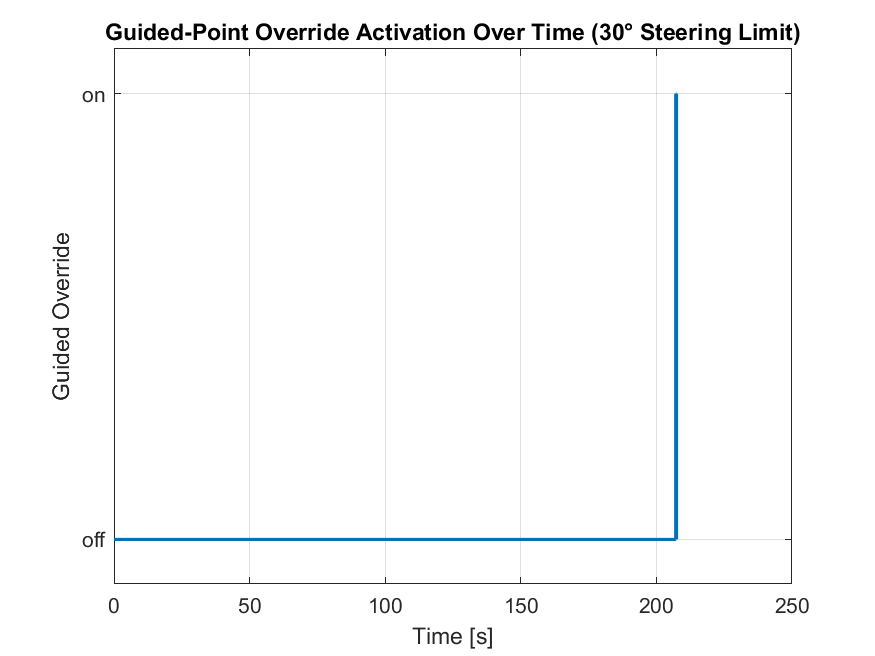 Guided-Point Override Activation Over Time (30° Steering Limit)
on
Guided Override
off
0 50 100 150 200 250
Time [s]